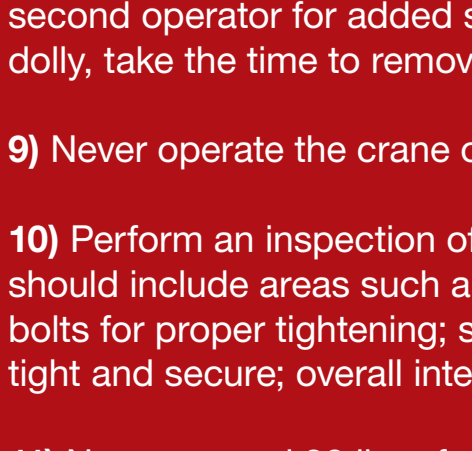 second operator for added s
dolly, take the time to remov
9) Never operate the crane
10) Perform an inspection of
should include areas such a
bolts for proper tightening; s
tight and secure; overall inte